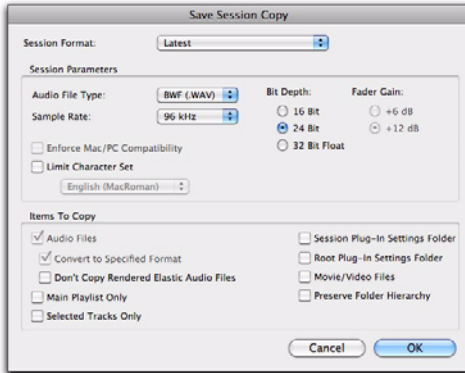 Save Session Copy
Session Format: Latest
Session Parameters
Audio File Type: BWF (.WAV)
Sample Rate: 96 kHz
Enforce Mac/PC Compatibility
Limit Character Set
English (MacRoman)
Bit Depth:
16 Bit
24 Bit
32 Bit Float
Fader Gain:
+6 dB
+12 dB
Items To Copy
Audio Files
Convert to Specified Format
Don't Copy Rendered Elastic Audio Files
Main Playlist Only
Selected Tracks Only
Session Plug-In Settings Folder
Root Plug-In Settings Folder
Movie/Video Files
Preserve Folder Hierarchy
Cancel OK